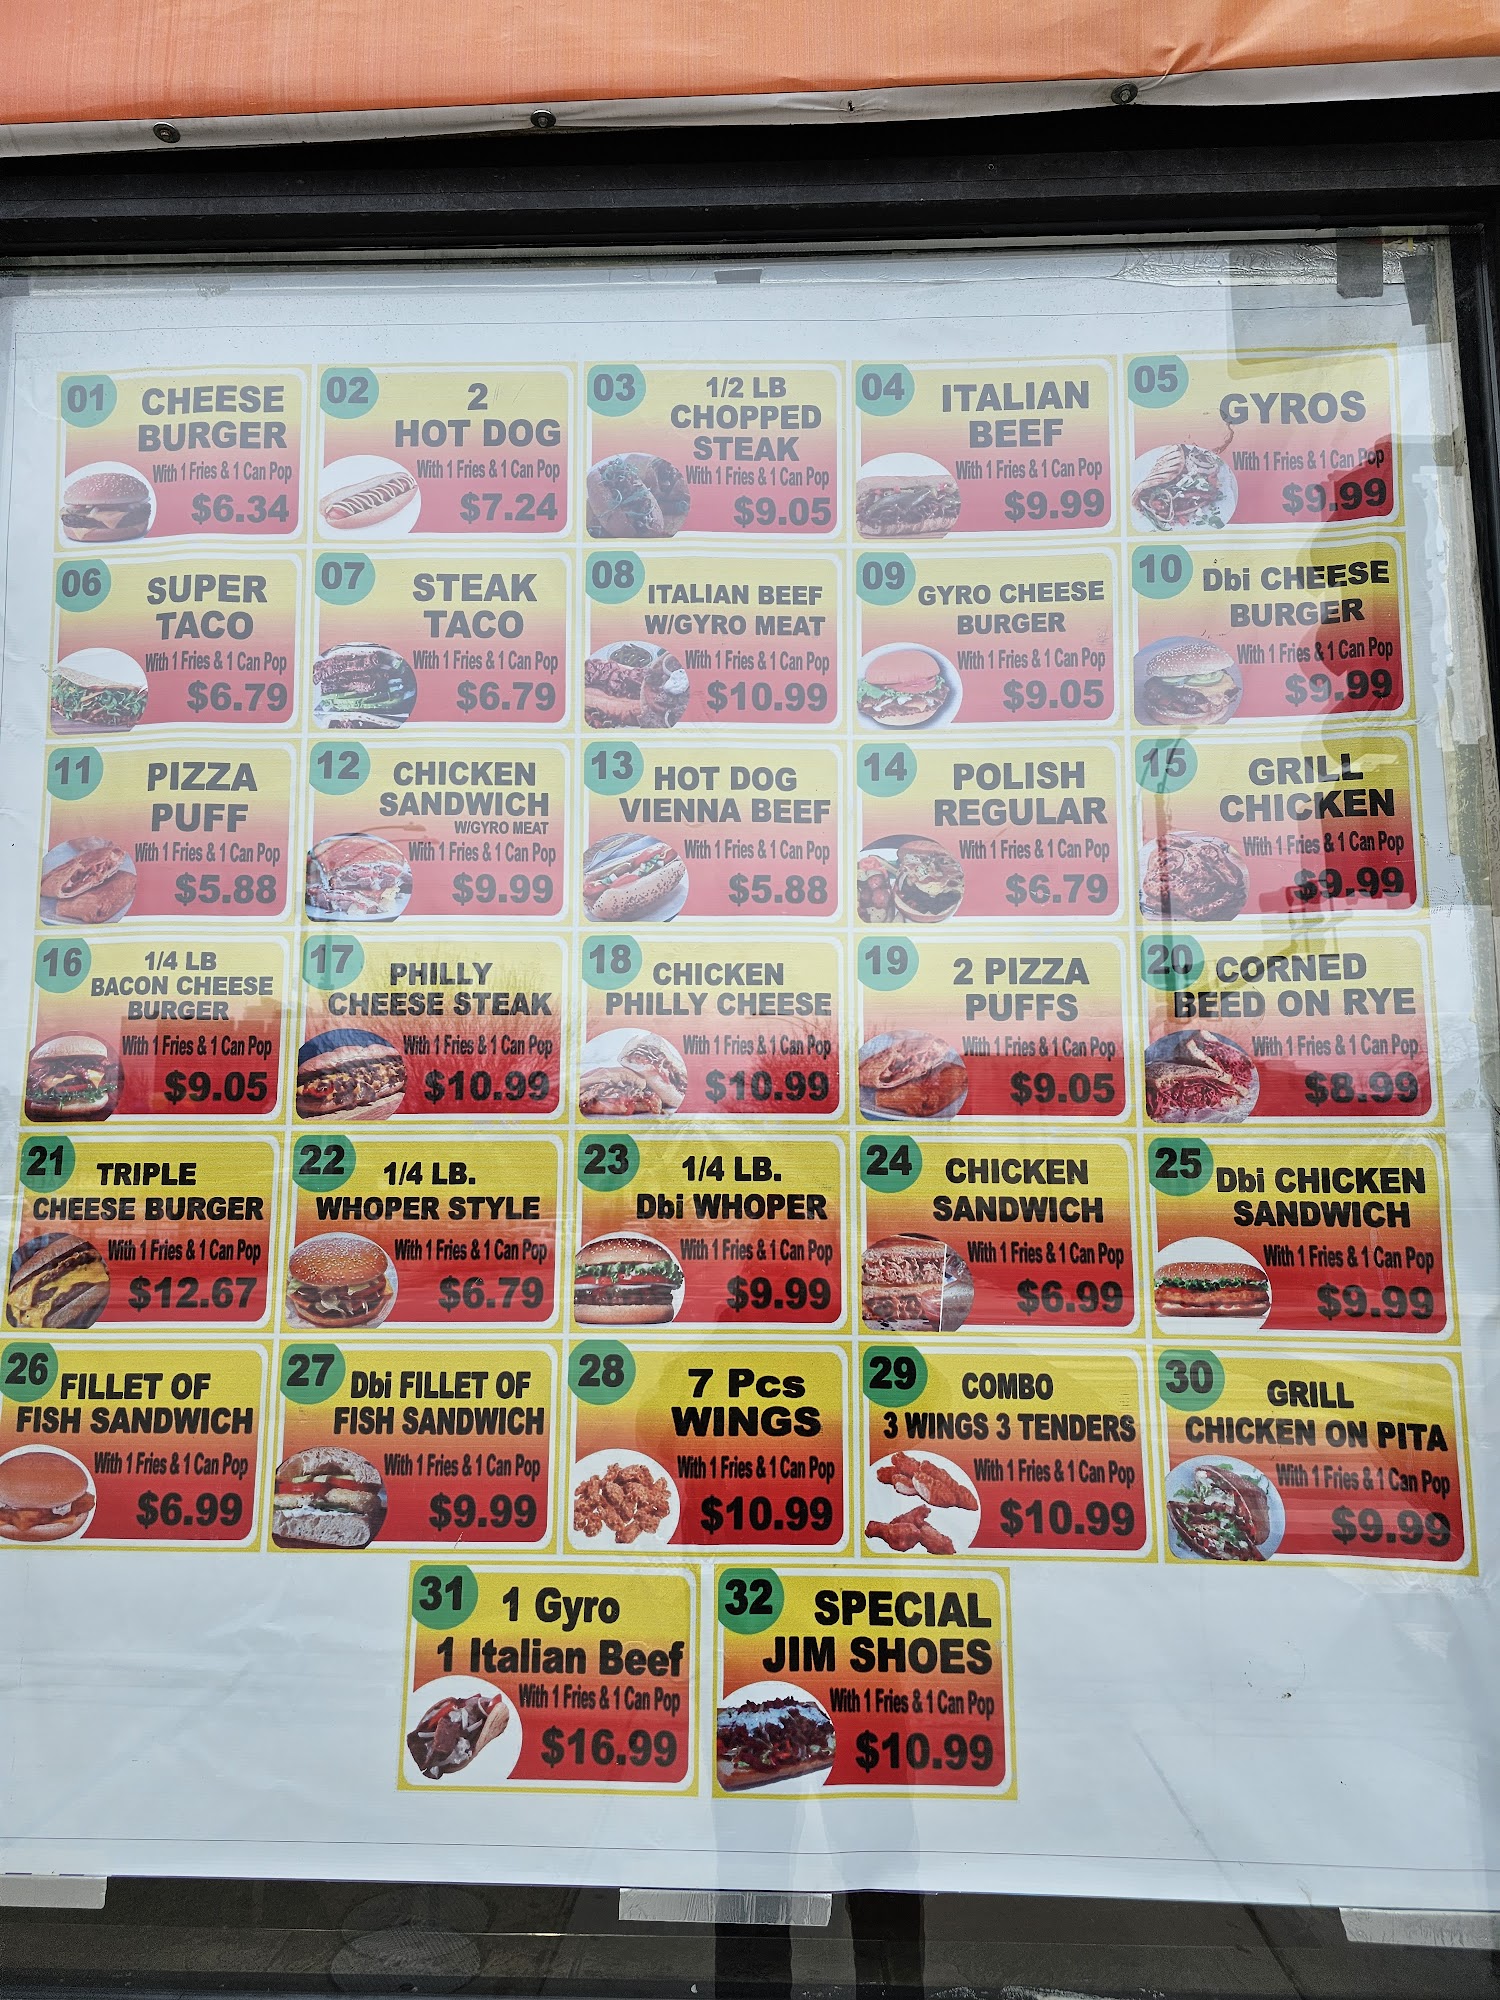 01
CHEESE
BURGER
With 1 Fries & 1 Can Pop
$6.34
02
2
HOT DOG
With 1 Fries & 1 Can Pop
$7.24
03
1/2 LB
CHOPPED
STEAK
With 1 Fries & 1 Can Pop
$9.05
04
ITALIAN
BEEF
With 1 Fries & 1 Can Pop
$9.99
05
GYROS
With 1 Fries & 1 Can Pop
$9.99
06
SUPER
TACO
With 1 Fries & 1 Can Pop
$6.79
07
STEAK
TACO
With 1 Fries & 1 Can Pop
$6.79
08
ITALIAN BEEF
W/GYRO MEAT
With 1 Fries & 1 Can Pop
$10.99
09
GYRO CHEESE
BURGER
With 1 Fries & 1 Can Pop
$9.05
10
Dbi CHEESE
BURGER
With 1 Fries & 1 Can Pop
$9.99
11
PIZZA
PUFF
With 1 Fries & 1 Can Pop
$5.88
12
CHICKEN
SANDWICH
W/GYRO MEAT
With 1 Fries & 1 Can Pop
$9.99
13
HOT DOG
VIENNA BEEF
With 1 Fries & 1 Can Pop
$5.88
14
POLISH
REGULAR
With 1 Fries & 1 Can Pop
$6.79
15
GRILL
CHICKEN
With 1 Fries & 1 Can Pop
$9.99
16
1/4 LB
BACON CHEESE
BURGER
With 1 Fries & 1 Can Pop
$9.05
17
PHILLY
CHEESE STEAK
With 1 Fries & 1 Can Pop
$10.99
18
CHICKEN
PHILLY CHEESE
With 1 Fries & 1 Can Pop
$10.99
19
2 PIZZA
PUFFS
With 1 Fries & 1 Can Pop
$9.05
20
CORNED
BEED ON RYE
With 1 Fries & 1 Can Pop
$8.99
21
TRIPLE
CHEESE BURGER
With 1 Fries & 1 Can Pop
$12.67
22
1/4 LB.
WHOPER STYLE
With 1 Fries & 1 Can Pop
$6.79
23
1/4 LB.
Dbi WHOPER
With 1 Fries & 1 Can Pop
$9.99
24
CHICKEN
SANDWICH
With 1 Fries & 1 Can Pop
$6.99
25
Dbi CHICKEN
SANDWICH
With 1 Fries & 1 Can Pop
$9.99
26
FILLET OF
FISH SANDWICH
With 1 Fries & 1 Can Pop
$6.99
27
Dbi FILLET OF
FISH SANDWICH
With 1 Fries & 1 Can Pop
$9.99
28
7 Pcs
WINGS
With 1 Fries & 1 Can Pop
$10.99
29
COMBO
3 WINGS 3 TENDERS
With 1 Fries & 1 Can Pop
$10.99
30
GRILL
CHICKEN ON PITA
With 1 Fries & 1 Can Pop
$9.99
31
1 Gyro
1 Italian Beef
With 1 Fries & 1 Can Pop
$16.99
32
SPECIAL
JIM SHOES
With 1 Fries & 1 Can Pop
$10.99